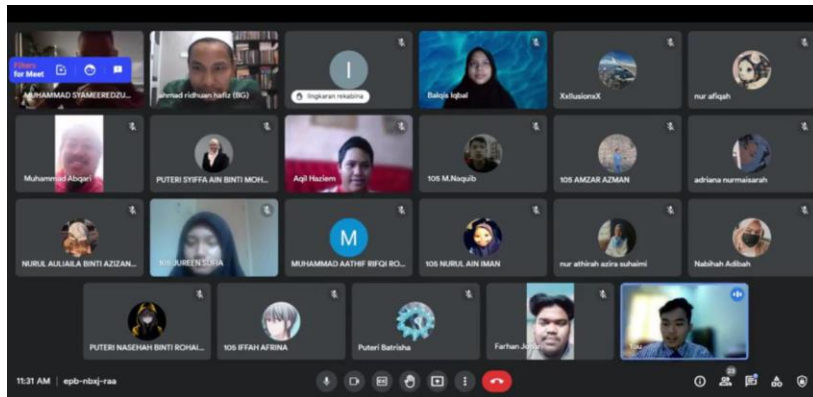 Filters
for Meet
MUHAMMAD SYAMEEREDZU...
ahmad ridhuan hafiz (BG)
I
lingkaran rekabina
Balqis Iqbal
XxIlusionxX
nur afiqah
Muhammad Abqari
PUTERI SYIFFA AIN BINTI MOH...
Aqil Haziem
105 M.Naquib
105 AMZAR AZMAN
adriana nurmaisarah
NURUL AULIAILA BINTI AZIZAN...
105 JUREEN SUFIA
M
MUHAMMAD AATHIF RIFQI RO...
105 NURUL AIN IMAN
nur athirah azira suhaimi
Nabihah Adibah
PUTERI NASEHAH BINTI ROHAI...
105 IFFAH AFRINA
Puteri Batrisha
Farhan
You
11:31 AM | epb-nbxj-raa
23